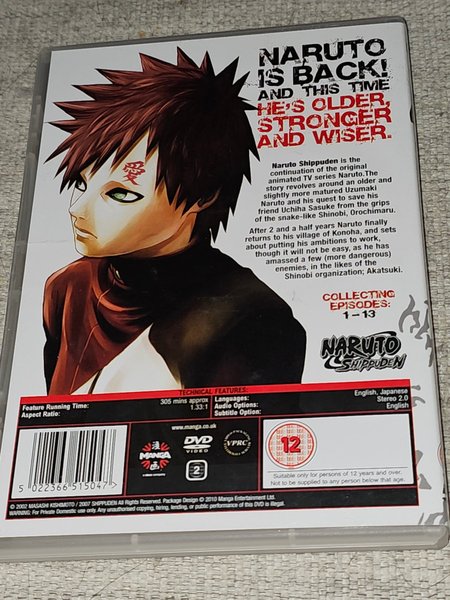 NARUTO
IS BACK!
AND THIS TIME
HE'S OLDER,
STRONGER
AND WISER.
愛
Naruto Shippuden is the
continuation of the original
animated TV series Naruto.The
story revolves around an older and
slightly more matured Uzumaki
Naruto and his quest to save his
friend Uchiha Sasuke from the grips
of the snake-like Shinobi, Orochimaru.
After 2 and a half years Naruto finally
returns to his village of Konoha, and sets
about putting his ambitions to work,
though it will not be easy, as he has
amassed a few (more dangerous)
enemies, in the likes of the
Shinobi organization; Akatsuki.
COLLECTING
EPISODES:
1 - 13
NARUTO
SHIPPUDEN
TECHNICAL FEATURES:
Feature Running Time: 305 mins approx
Aspect Ratio: 1.33:1
Languages: English, Japanese
Audio Options: Stereo 2.0
Subtitle Option: English
www.manga.co.uk
MANGA
DVD
VIDEO
2
VPRC
12
Suitable only for persons of 12 years and over.
Not to be supplied to any person below that age.
5 022366 515047 >
© 2002 MASASHI KISHIMOTO / 2007 SHIPPUDEN All Rights Reserved. Package Design © 2010 Manga Entertainment Ltd.
WARNING: For Private Domestic use only. Any unauthorised copying, hiring, lending, or public performance of this DVD is illegal.